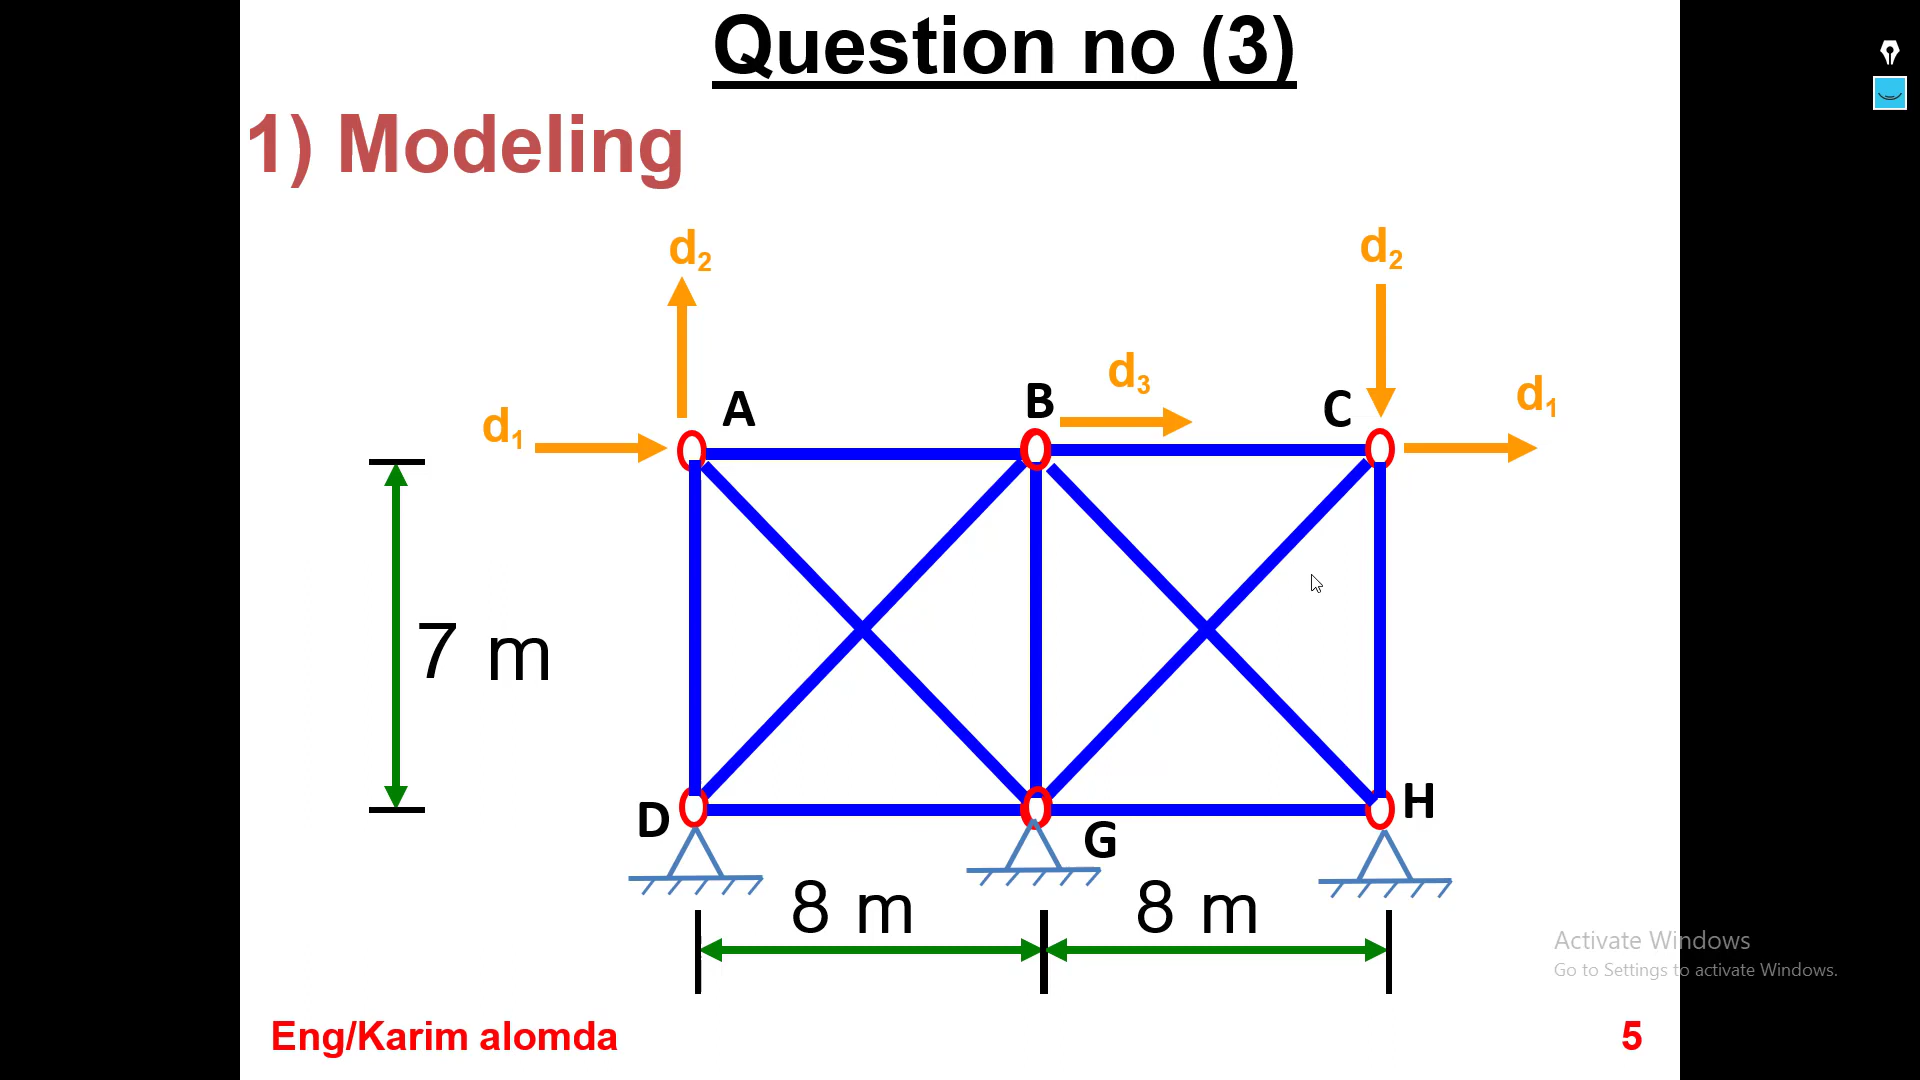 Question no (3)
1) Modeling
d2
d2
d3
d1
A
B
C
d1
7 m
D
G
H
8 m
8 m
Activate Windows
Go to Settings to activate Windows.
Eng/Karim alomda
5